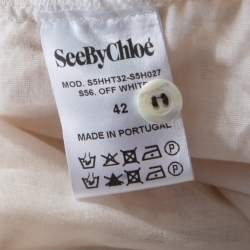 SeeByChloé
MOD. S5HHT32-S5H027
S56. OFF WHITE
42
MADE IN PORTUGAL